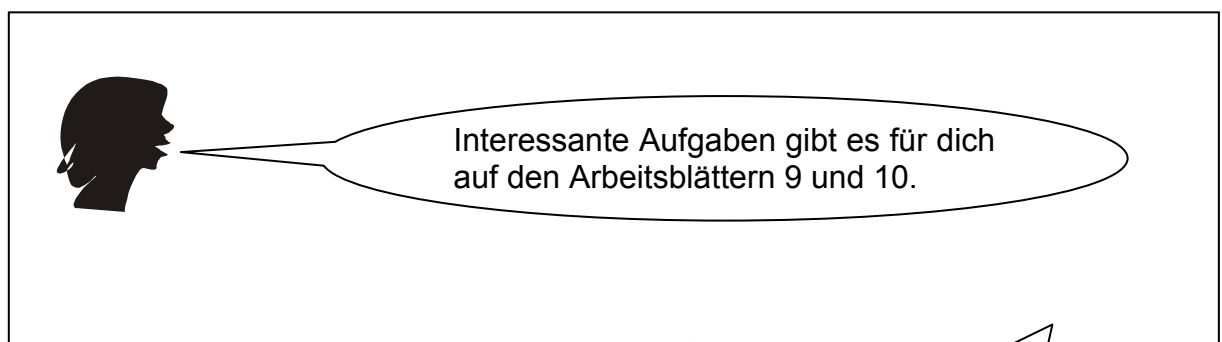 Interessante Aufgaben gibt es für dich
auf den Arbeitsblättern 9 und 10.